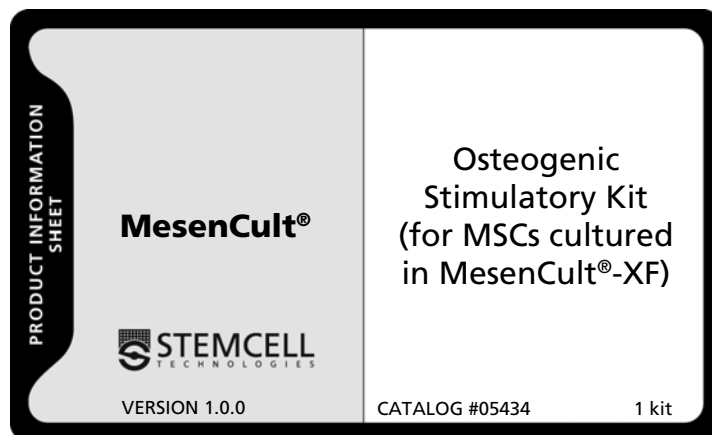 PRODUCT INFORMATION
SHEET
MesenCult®
STEMCELL
TECHNOLOGIES
VERSION 1.0.0
Osteogenic
Stimulatory Kit
(for MSCs cultured
in MesenCult®-XF)
CATALOG #05434 1 kit